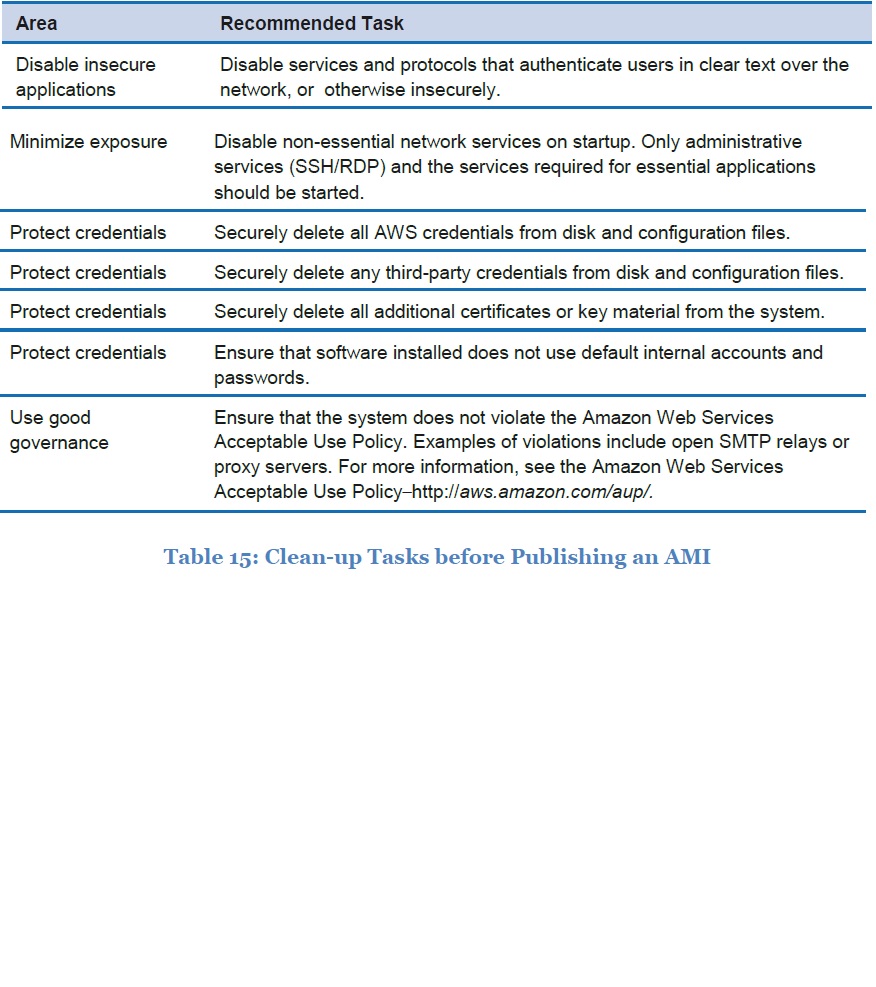 Area Recommended Task
Disable insecure Disable services and protocols that authenticate users in clear text over the
applications network, or otherwise insecurely.
Minimize exposure Disable non-essential network services on startup. Only administrative
services (SSH/RDP) and the services required for essential applications
should be started.
Protect credentials Securely delete all AWS credentials from disk and configuration files.
Protect credentials Securely delete any third-party credentials from disk and configuration files.
Protect credentials Securely delete all additional certificates or key material from the system.
Protect credentials Ensure that software installed does not use default internal accounts and
passwords.
Use good Ensure that the system does not violate the Amazon Web Services
governance Acceptable Use Policy. Examples of violations include open SMTP relays or
proxy servers. For more information, see the Amazon Web Services
Acceptable Use Policy–http://aws.amazon.com/aup/.
Table 15: Clean-up Tasks before Publishing an AMI